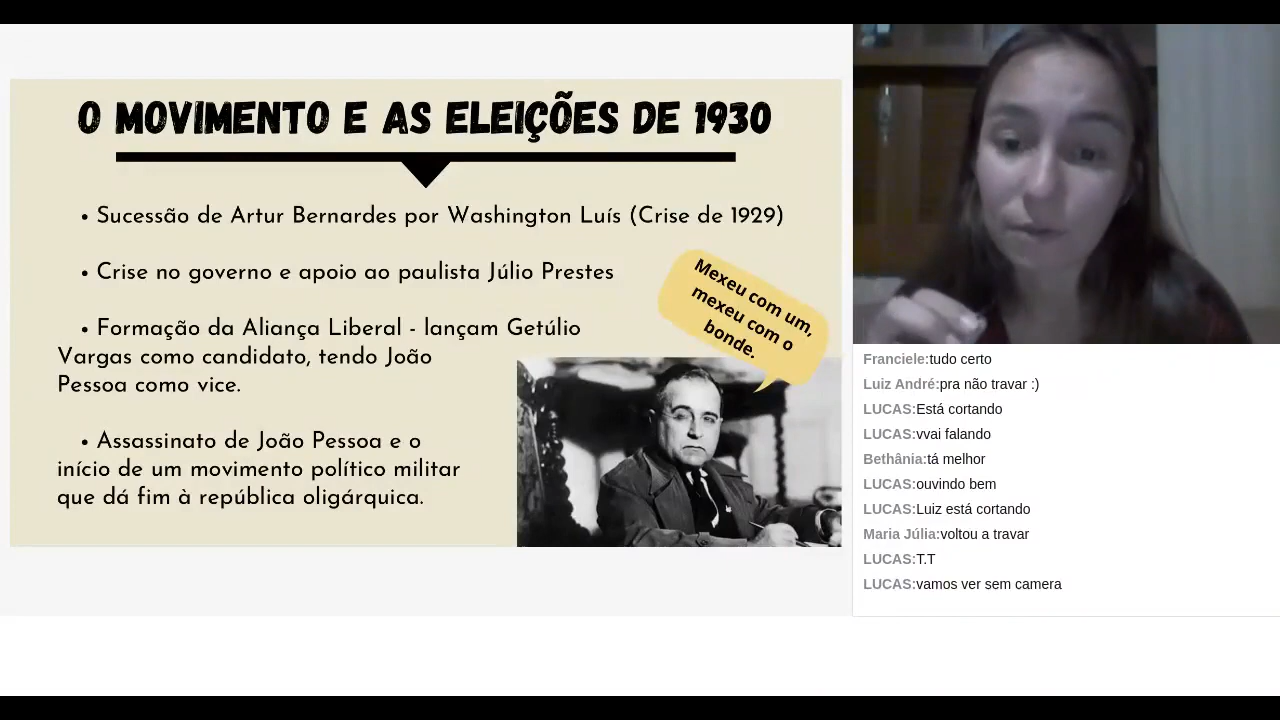 O MOVIMENTO E AS ELEIÇÕES DE 1930
• Sucessão de Artur Bernardes por Washington Luís (Crise de 1929)
• Crise no governo e apoio ao paulista Júlio Prestes
• Formação da Aliança Liberal - lançam Getúlio
Vargas como candidato, tendo João
Pessoa como vice.
• Assassinato de João Pessoa e o
início de um movimento político militar
que dá fim à república oligárquica.
Mexeu com um,
mexeu com o
bonde.
Franciele:tudo certo
Luiz André:pra não travar :)
LUCAS:Está cortando
LUCAS:vvai falando
Bethânia:tá melhor
LUCAS:ouvindo bem
LUCAS:Luiz está cortando
Maria Júlia:voltou a travar
LUCAS:T.T
LUCAS:vamos ver sem camera